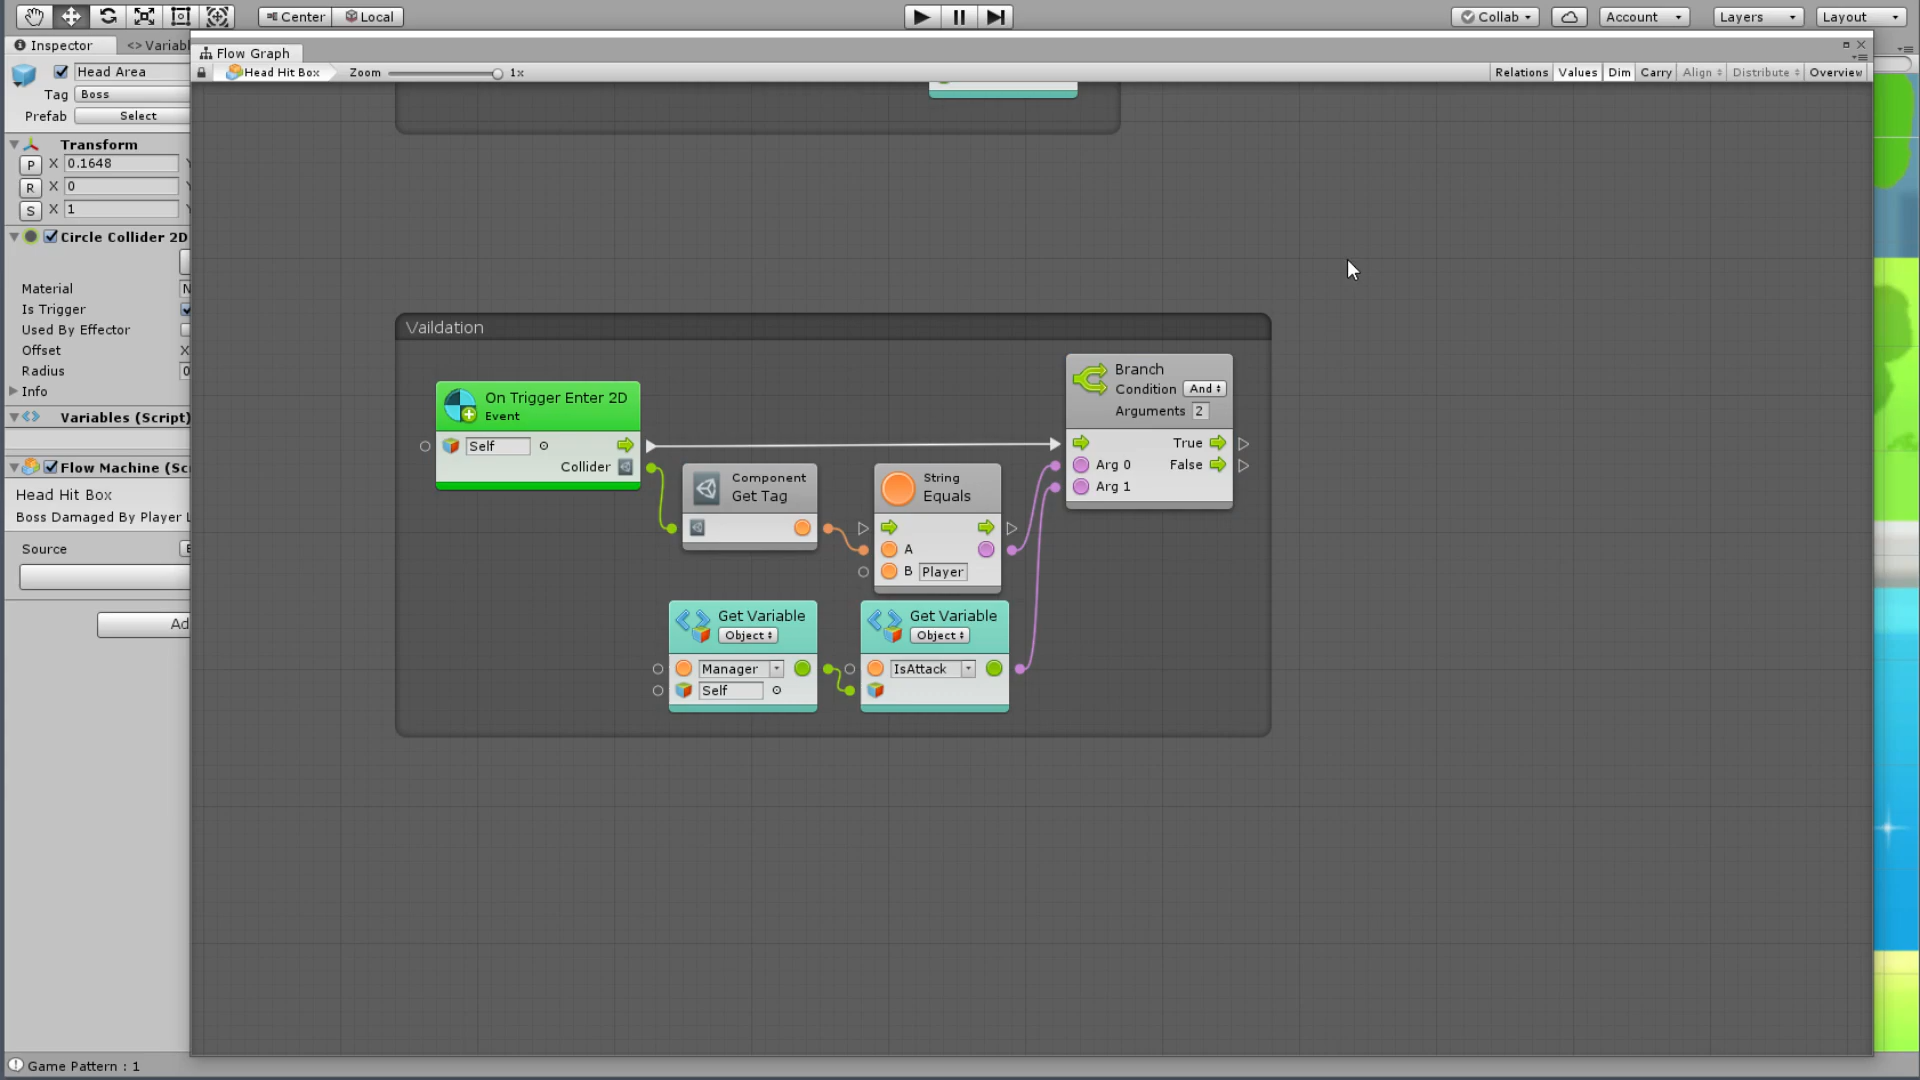 Center
Local
Collab
Account
Layers
Layout
Inspector
<> Variabl
Flow Graph
Head Area
Head Hit Box
Zoom
1x
Relations
Values
Dim
Carry
Align
Distribute
Overview
Tag
Boss
Prefab
Select
Transform
P X 0.1648
R X 0
S X 1
Circle Collider 2D
Material
Is Trigger
Used By Effector
Offset X
Radius 0
Info
Variables (Script)
Flow Machine (Sc
Head Hit Box
Boss Damaged By Player L
Source
Ad
Vaildation
On Trigger Enter 2D
Event
Self
Collider
Component
Get Tag
String
Equals
A
B Player
Branch
Condition And
Arguments 2
True
Arg 0 False
Arg 1
Get Variable
Object
Manager
Self
Get Variable
Object
IsAttack
Game Pattern : 1